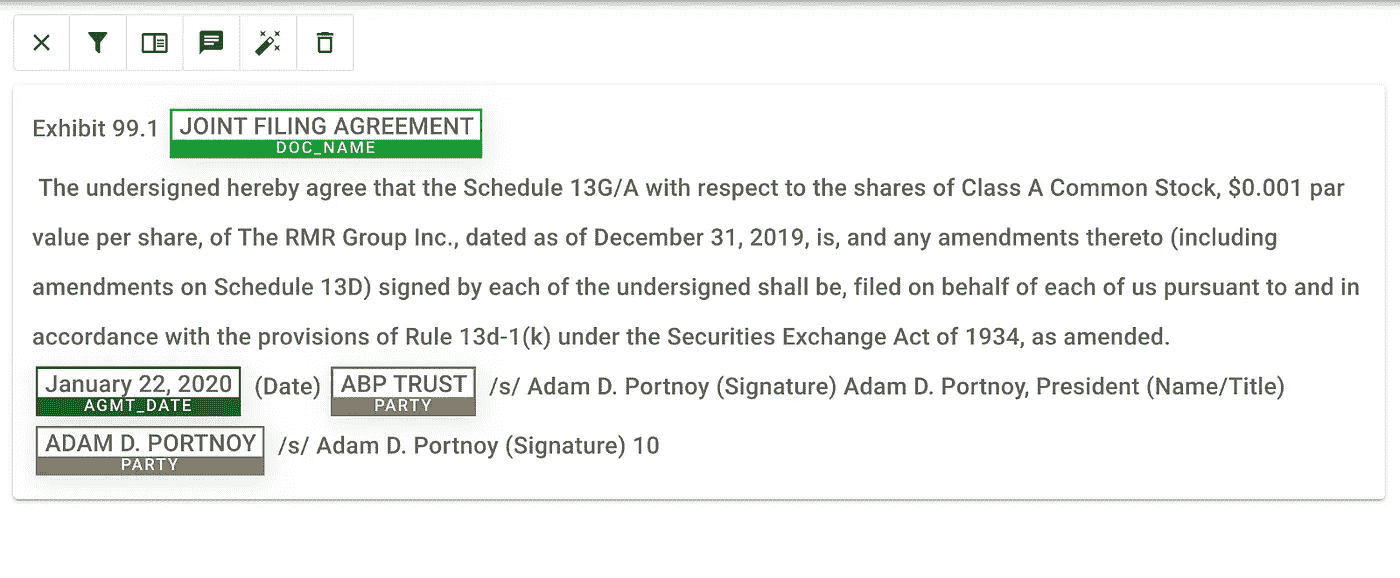 Exhibit 99.1 JOINT FILING AGREEMENT
DOC_NAME
The undersigned hereby agree that the Schedule 13G/A with respect to the shares of Class A Common Stock, $0.001 par
value per share, of The RMR Group Inc., dated as of December 31, 2019, is, and any amendments thereto (including
amendments on Schedule 13D) signed by each of the undersigned shall be, filed on behalf of each of us pursuant to and in
accordance with the provisions of Rule 13d-1(k) under the Securities Exchange Act of 1934, as amended.
January 22, 2020 (Date) ABP TRUST /s/ Adam D. Portnoy (Signature) Adam D. Portnoy, President (Name/Title)
AGMT_DATE PARTY
ADAM D. PORTNOY /s/ Adam D. Portnoy (Signature) 10
PARTY